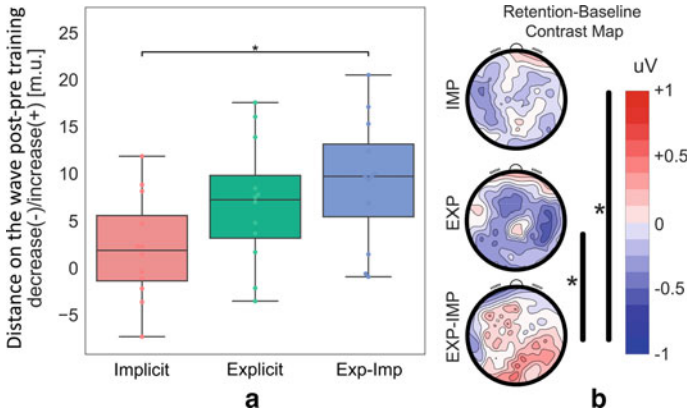 Distance on the wave post-pre training
decrease(-)/increase(+) [m.u.]
25
20
15
10
5
0
−5
*
Implicit
Explicit
Exp-Imp
a
Retention-Baseline
Contrast Map
IMP
EXP
EXP-IMP
*
*
uV
+1
+0.5
0
-0.5
-1
b